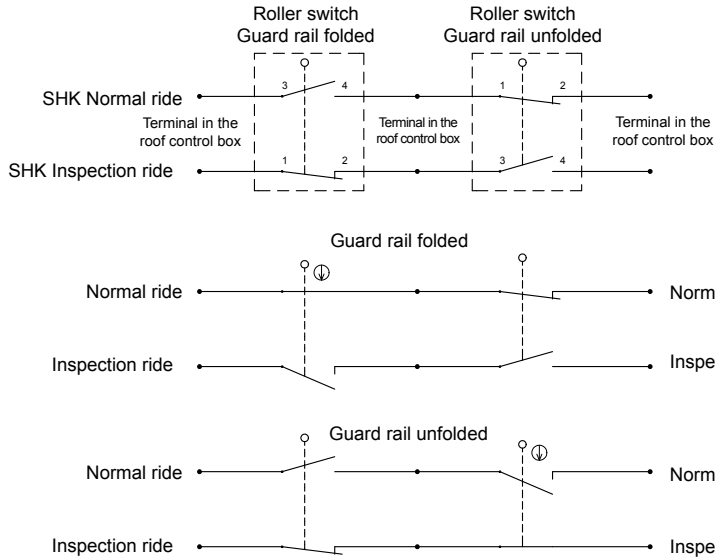 Roller switch
Guard rail folded
Roller switch
Guard rail unfolded
3 4 1 2
SHK Normal ride
Terminal in the
roof control box
Terminal in the
roof control box
Terminal in the
roof control box
1 2 3 4
SHK Inspection ride
Guard rail folded
Normal ride Norm
Inspection ride Inspe
Guard rail unfolded
Normal ride Norm
Inspection ride Inspe